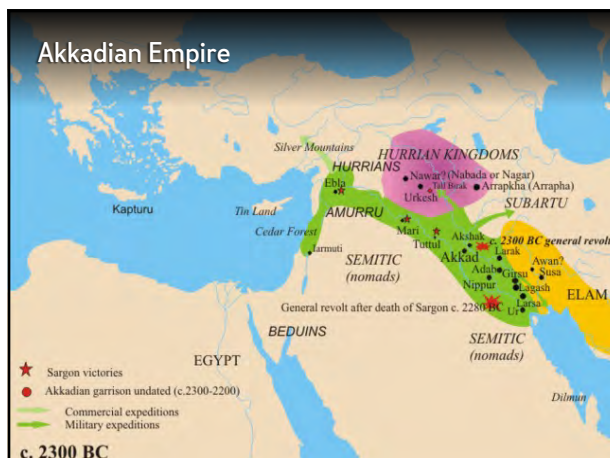 Akkadian Empire
Silver Mountains
HURRIANS
HURRIAN KINGDOMS
Nawar? (Nabada or Nagar)
Tall Birak
Urkesh
Arrapkha (Arrapha)
SUBARTU
Ebla
Kapturu
Tin Land
AMURRU
Cedar Forest
Mari
Tuttul
Iarmuti
Akshak
c. 2300 BC general revolt
Akkad
Larak
SEMITIC
(nomads)
Awan?
Adab
Girsu
Susa
Nippur
Lagash
ELAM
General revolt after death of Sargon c. 2280 BC
Larsa
Ur
BEDUINS
SEMITIC
(nomads)
EGYPT
Dilmun
Sargon victories
Akkadian garrison undated (c.2300-2200)
Commercial expeditions
Military expeditions
c. 2300 BC